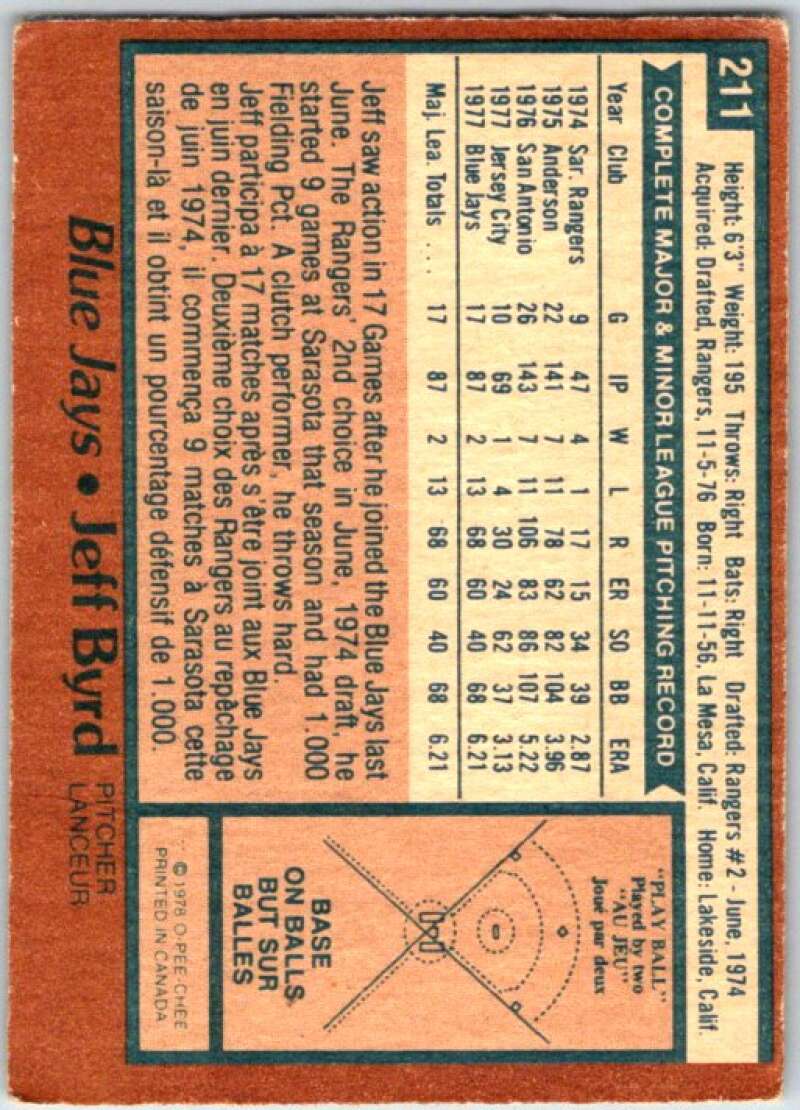 211
Height: 6'3" Weight: 195 Throws: Right Bats: Right Drafted: Rangers #2 - June, 1974
Acquired: Drafted, Rangers, 11-5-76 Born: 11-11-56, La Mesa, Calif. Home: Lakeside, Calif.
COMPLETE MAJOR & MINOR LEAGUE PITCHING RECORD
Year Club G IP W L R ER SO BB ERA
1974 Sar. Rangers 9 47 4 1 17 15 34 39 2.87
1975 Anderson 22 141 7 11 78 62 82 104 3.96
1976 San Antonio 26 143 7 11 106 83 86 107 5.22
1977 Jersey City 10 69 1 4 30 24 62 37 3.13
1977 Blue Jays 17 87 2 13 68 60 40 68 6.21
Maj. Lea. Totals .... 17 87 2 13 68 60 40 68 6.21
Jeff saw action in 17 Games after he joined the Blue Jays last
June. The Rangers' 2nd choice in June, 1974 draft, he
started 9 games at Sarasota that season and had 1.000
Fielding Pct. A clutch performer, he throws hard.
Jeff participa à 17 matches après s'être joint aux Blue Jays
en juin dernier. Deuxième choix des Rangers au repêchage
de juin 1974, il commença 9 matches à Sarasota cette
saison-là et il obtint un pourcentage défensif de 1.000.
"PLAY BALL"
Played by two
"AU JEU"
Joué par deux
BASE
ON BALLS
BUT SUR
BALLES
© 1978 O-PEE-CHEE
PRINTED IN CANADA
Blue Jays • Jeff Byrd PITCHER
LANCEUR